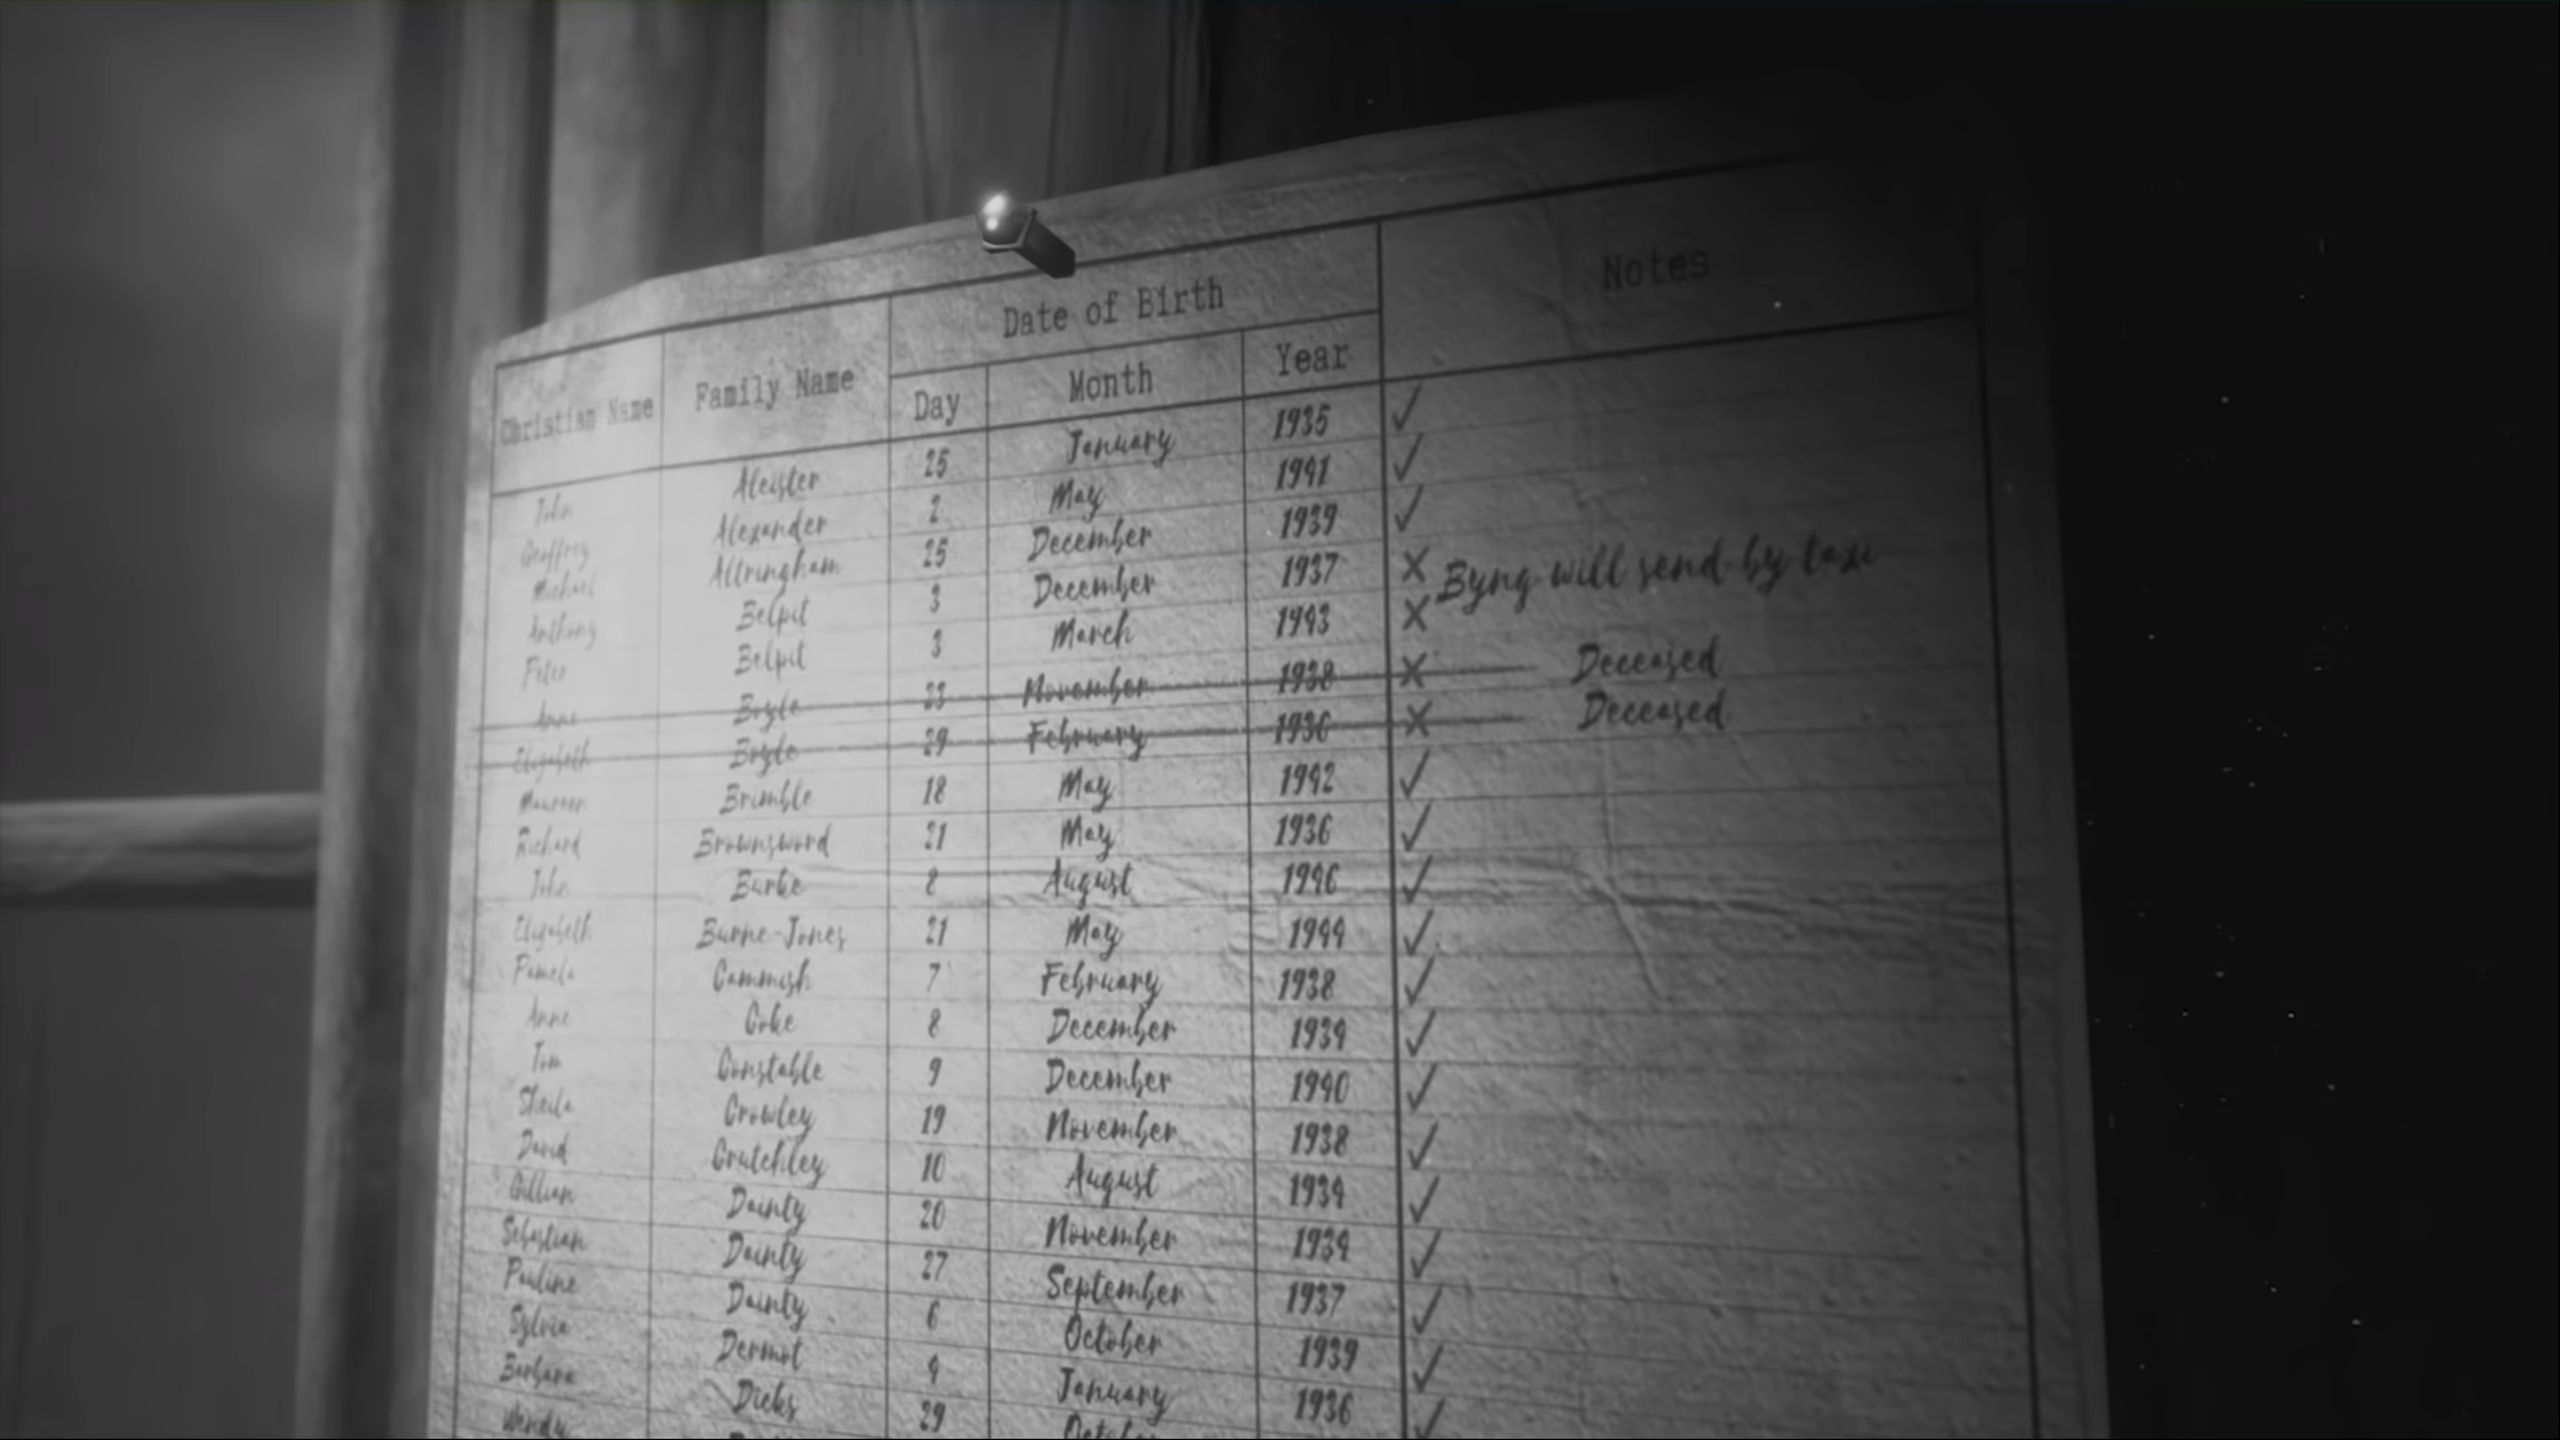 Date of Birth Notes
Christian Name Family Name Day Month Year
John Aleister 25 January 1935 ✓
Geoffrey Alexander 2 May 1941 ✓
Michael Altringham 25 December 1939 ✓
Anthony Belpit 3 December 1937 X Byng will send by taxi
Peter Belpit 3 March 1943 X
Anne Boyle 23 November 1938 X Deceased
Elizabeth Boyle 29 February 1936 X Deceased
Maureen Brimble 18 May 1942 ✓
Richard Brownsword 21 May 1936 ✓
John Burke 8 August 1946 ✓
Elizabeth Burne-Jones 21 May 1944 ✓
Pamela Cammish 7 February 1938 ✓
Anne Coke 8 December 1934 ✓
Tom Constable 9 December 1940 ✓
Sheila Crowley 19 November 1938 ✓
David Crutchley 10 August 1934 ✓
Gillian Dainty 20 November 1934 ✓
Sebastian Dainty 27 September 1937 ✓
Pauline Dainty 6 October 1939 ✓
Sylvia Dermot 4 January 1936 ✓
Barbara Dicks 29 October
Wendy